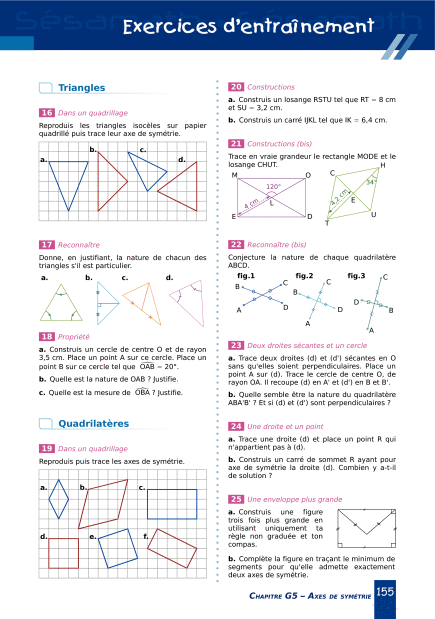 Sésamath
Exercices d'entraînement
Triangles
16 Dans un quadrillage
Reproduis les triangles isocèles sur papier
quadrillé puis trace leur axe de symétrie.
a. b. c. d.
17 Reconnaître
Donne, en justifiant, la nature de chacun des
triangles s'il est particulier.
a. b. c. d.
18 Propriété
a. Construis un cercle de centre O et de rayon
3,5 cm. Place un point A sur ce cercle. Place un
point B sur ce cercle tel que OAB = 20°.
b. Quelle est la nature de OAB ? Justifie.
c. Quelle est la mesure de OBA ? Justifie.
Quadrilatères
19 Dans un quadrillage
Reproduis puis trace les axes de symétrie.
a. b. c.
d. e. f.
20 Constructions
a. Construis un losange RSTU tel que RT = 8 cm
et SU = 3,2 cm.
b. Construis un carré IJKL tel que IK = 6,4 cm.
21 Constructions (bis)
Trace en vraie grandeur le rectangle MODE et le
losange CHUT.
M O C H
120° 34°
4 cm L 4,2 cm E
E D T U
22 Reconnaître (bis)
Conjecture la nature de chaque quadrilatère
ABCD.
fig.1 fig.2 fig.3
B C B C C
A D D D B
A A
23 Deux droites sécantes et un cercle
a. Trace deux droites (d) et (d') sécantes en O
sans qu'elles soient perpendiculaires. Place un
point A sur (d). Trace le cercle de centre O, de
rayon OA. Il recoupe (d) en A' et (d') en B et B'.
b. Quelle semble être la nature du quadrilatère
ABA'B' ? Et si (d) et (d') sont perpendiculaires ?
24 Une droite et un point
a. Trace une droite (d) et place un point R qui
n'appartient pas à (d).
b. Construis un carré de sommet R ayant pour
axe de symétrie la droite (d). Combien y a-t-il
de solution ?
25 Une enveloppe plus grande
a. Construis une figure
trois fois plus grande en
utilisant uniquement ta
règle non graduée et ton
compas.
b. Complète la figure en traçant le minimum de
segments pour qu'elle admette exactement
deux axes de symétrie.
CHAPITRE G5 – AXES DE SYMÉTRIE 155